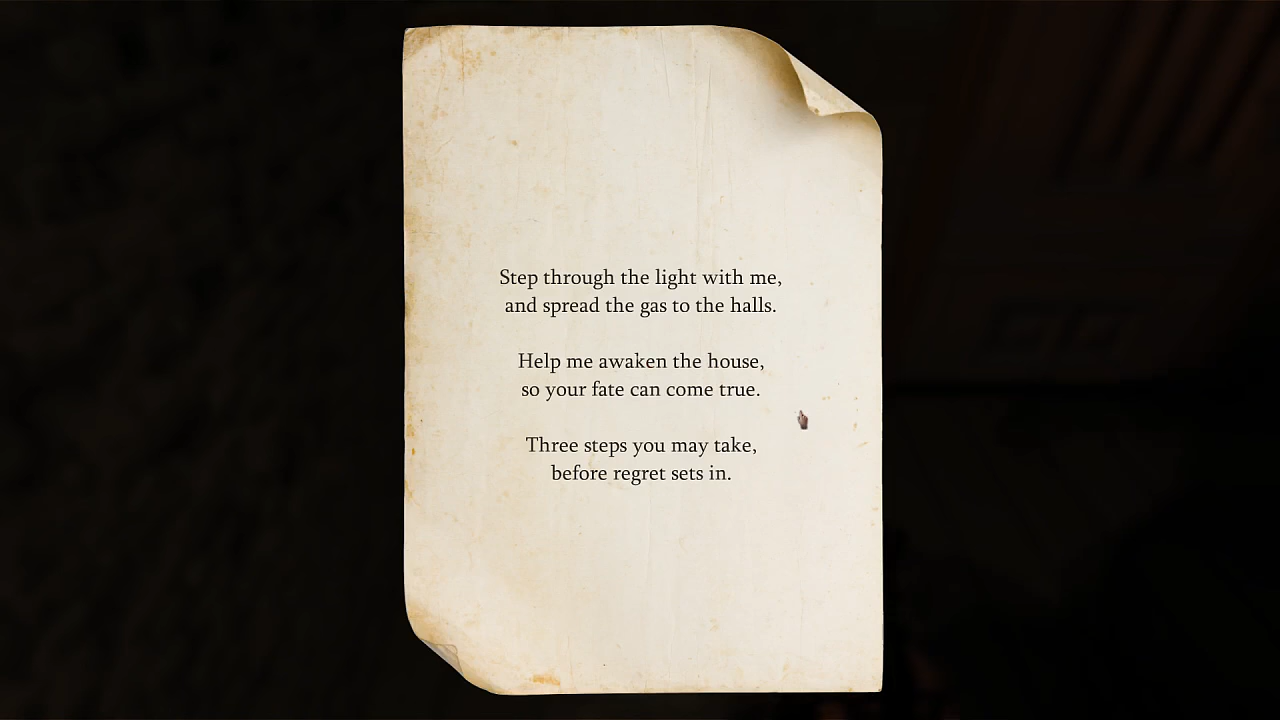 Step through the light with me,
and spread the gas to the halls.
Help me awaken the house,
so your fate can come true.
Three steps you may take,
before regret sets in.